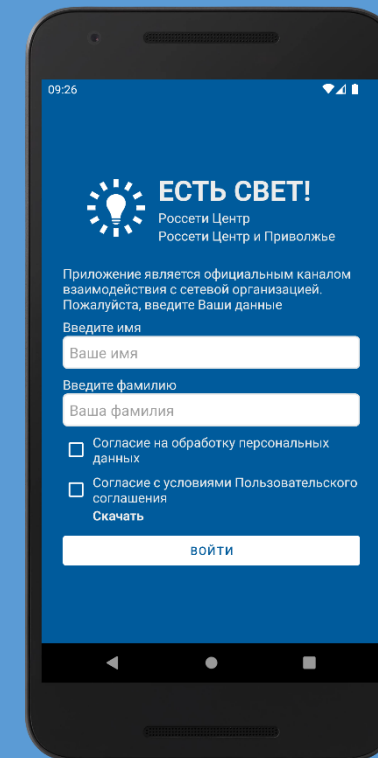 09:26
ЕСТЬ СВЕТ!
Россети Центр
Россети Центр и Приволжье
Приложение является официальным каналом
взаимодействия с сетевой организацией.
Пожалуйста, введите Ваши данные
Введите имя
Ваше имя
Введите фамилию
Ваша фамилия
Согласие на обработку персональных
данных
Согласие с условиями Пользовательского
соглашения
Скачать
ВОЙТИ